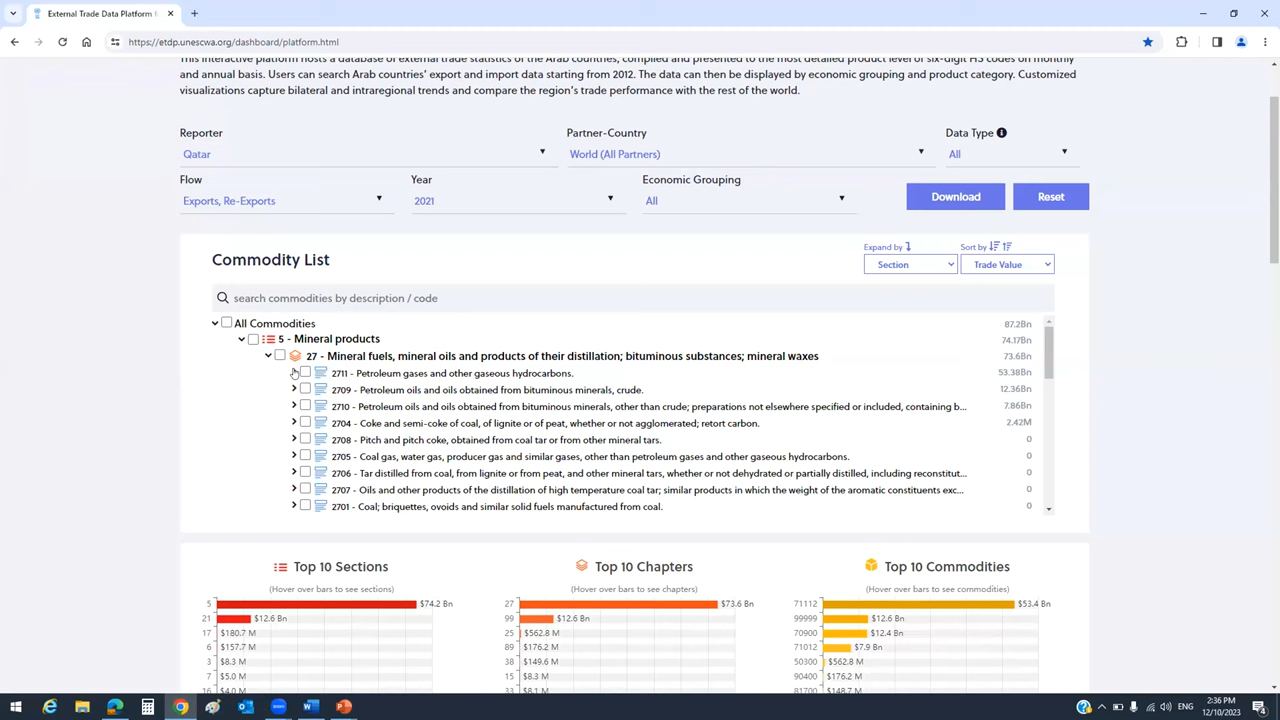 External Trade Data Platform f
https://etdp.unescwa.org/dashboard/platform.html
This interactive platform hosts a database of external trade statistics of the Arab countries, compiled and presented to the most detailed product level of six-digit HS codes on monthly
and annual basis. Users can search Arab countries' export and import data starting from 2012. The data can then be displayed by economic grouping and product category. Customized
visualizations capture bilateral and intraregional trends and compare the region's trade performance with the rest of the world.
Reporter
Partner-Country
Data Type
Qatar
World (All Partners)
All
Flow
Year
Economic Grouping
Exports, Re-Exports
2021
All
Download
Reset
Commodity List
Expand by
Sort by
Section
Trade Value
search commodities by description / code
All Commodities 87.2Bn
5 - Mineral products 74.17Bn
27 - Mineral fuels, mineral oils and products of their distillation; bituminous substances; mineral waxes 73.6Bn
2711 - Petroleum gases and other gaseous hydrocarbons. 53.38Bn
2709 - Petroleum oils and oils obtained from bituminous minerals, crude. 12.36Bn
2710 - Petroleum oils and oils obtained from bituminous minerals, other than crude; preparations not elsewhere specified or included, containing b... 7.86Bn
2704 - Coke and semi-coke of coal, of lignite or of peat, whether or not agglomerated; retort carbon. 2.42M
2708 - Pitch and pitch coke, obtained from coal tar or from other mineral tars. 0
2705 - Coal gas, water gas, producer gas and similar gases, other than petroleum gases and other gaseous hydrocarbons. 0
2706 - Tar distilled from coal, from lignite or from peat, and other mineral tars, whether or not dehydrated or partially distilled, including reconstitut... 0
2707 - Oils and other products of the distillation of high temperature coal tar; similar products in which the weight of the aromatic constituents exc... 0
2701 - Coal; briquettes, ovoids and similar solid fuels manufactured from coal. 0
Top 10 Sections
Top 10 Chapters
Top 10 Commodities
(Hover over bars to see sections)
(Hover over bars to see chapters)
(Hover over bars to see commodities)
5 $74.2 Bn
27 $73.6 Bn
71112 $53.4 Bn
21 $12.6 Bn
99 $12.6 Bn
99999 $12.6 Bn
17 $180.7 M
25 $562.8 M
70900 $12.4 Bn
6 $157.7 M
89 $176.2 M
71012 $7.9 Bn
3 $8.3 M
38 $149.6 M
50300 $562.8 M
7 $5.0 M
15 $8.3 M
90400 $176.2 M
16 $4.0 M
33 $8.1 M
81700 $148.7 M
ENG
2:36 PM
12/10/2023
4